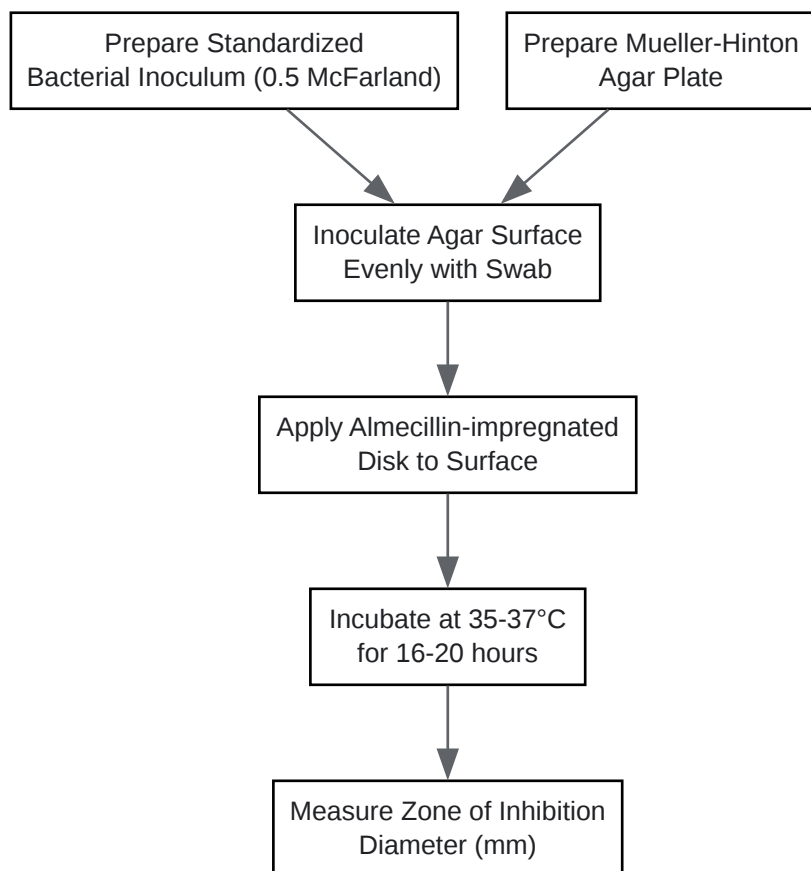 Prepare Standardized
Bacterial Inoculum (0.5 McFarland)
Prepare Mueller-Hinton
Agar Plate
Inoculate Agar Surface
Evenly with Swab
Apply Almecillin-impregnated
Disk to Surface
Incubate at 35-37°C
for 16-20 hours
Measure Zone of Inhibition
Diameter (mm)